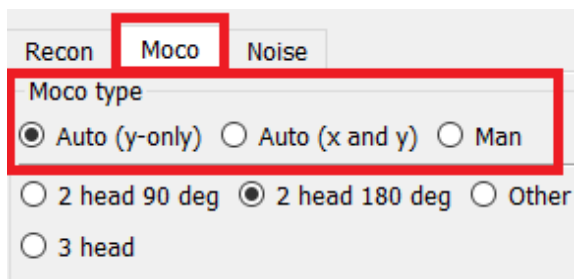 Recon Moco Noise
Moco type
Auto (y-only) Auto (x and y) Man
2 head 90 deg 2 head 180 deg Other
3 head